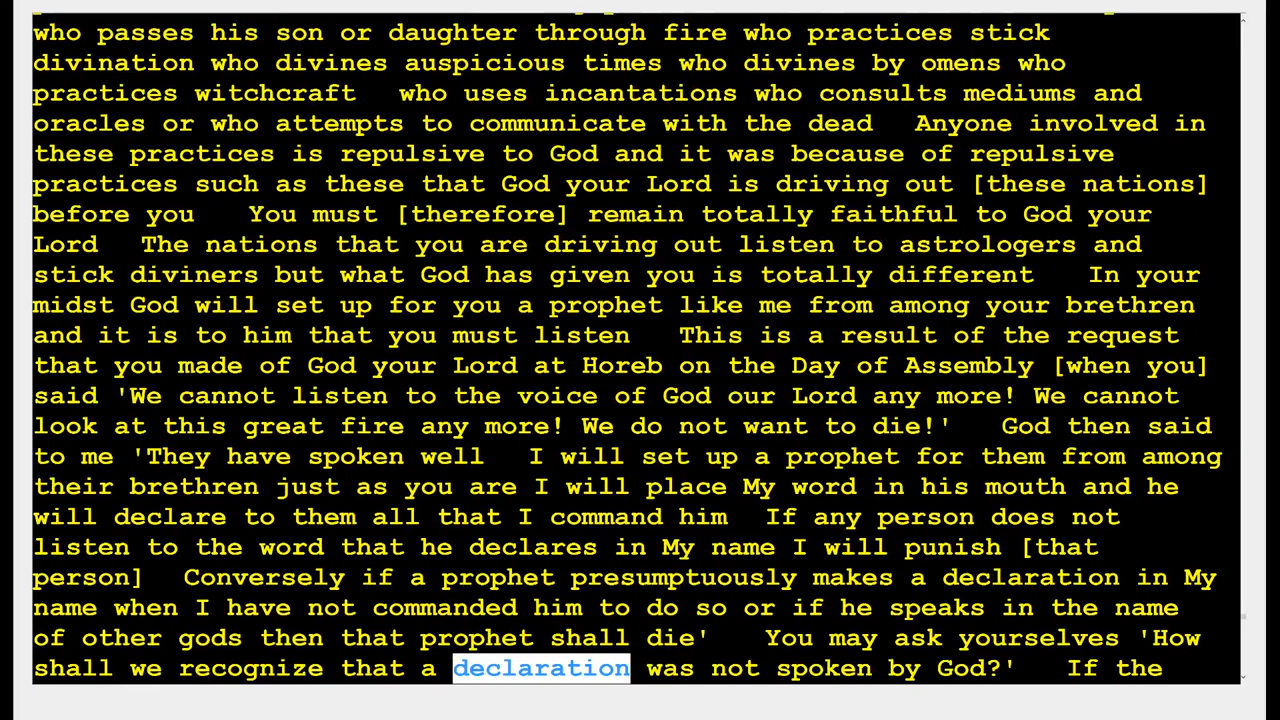 who passes his son or daughter through fire who practices stick
divination who divines auspicious times who divines by omens who
practices witchcraft who uses incantations who consults mediums and
oracles or who attempts to communicate with the dead Anyone involved in
these practices is repulsive to God and it was because of repulsive
practices such as these that God your Lord is driving out [these nations]
before you You must [therefore] remain totally faithful to God your
Lord The nations that you are driving out listen to astrologers and
stick diviners but what God has given you is totally different In your
midst God will set up for you a prophet like me from among your brethren
and it is to him that you must listen This is a result of the request
that you made of God your Lord at Horeb on the Day of Assembly [when you]
said 'We cannot listen to the voice of God our Lord any more! We cannot
look at this great fire any more! We do not want to die!' God then said
to me 'They have spoken well I will set up a prophet for them from among
their brethren just as you are I will place My word in his mouth and he
will declare to them all that I command him If any person does not
listen to the word that he declares in My name I will punish [that
person] Conversely if a prophet presumptuously makes a declaration in My
name when I have not commanded him to do so or if he speaks in the name
of other gods then that prophet shall die' You may ask yourselves 'How
shall we recognize that a declaration was not spoken by God?' If the